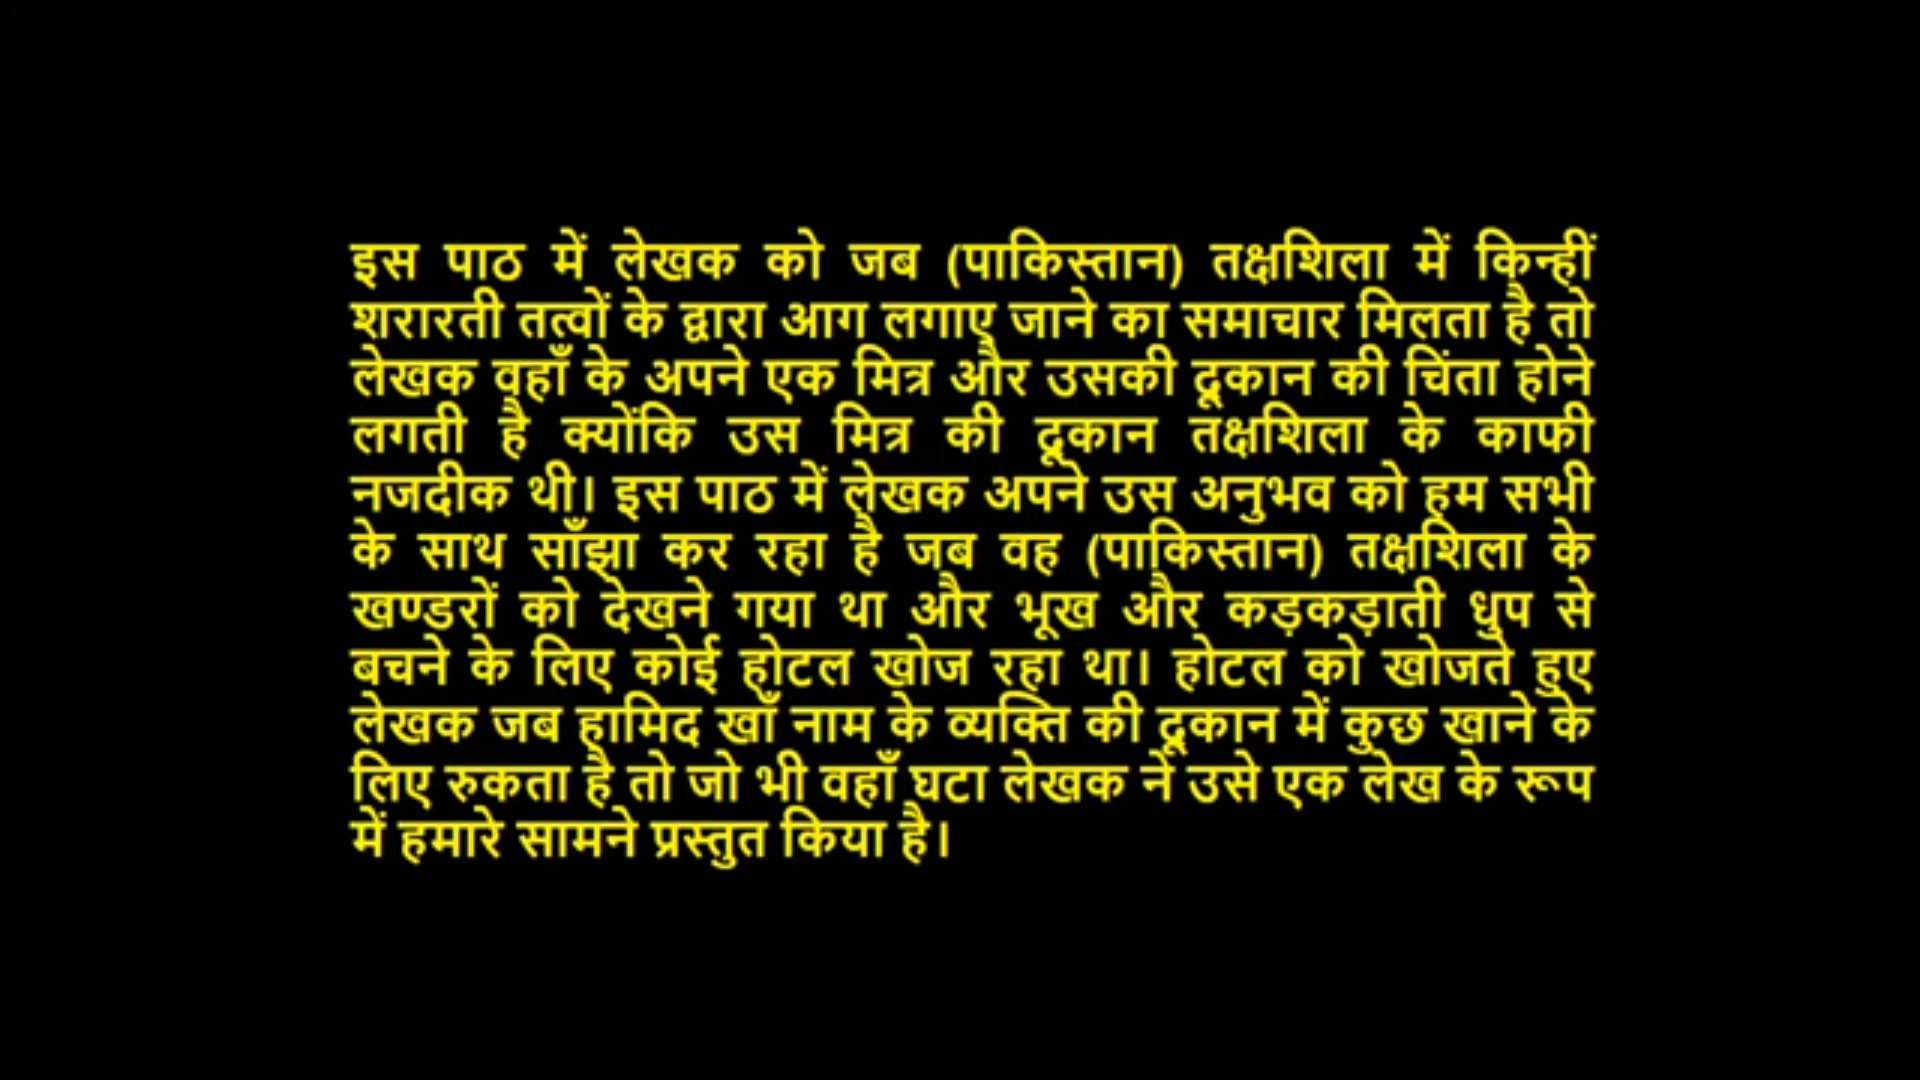 इस पाठ में लेखक को जब (पाकिस्तान) तक्षशिला में किन्हीं
शरारती तत्वों के द्वारा आग लगाए जाने का समाचार मिलता है तो
लेखक वहाँ के अपने एक मित्र और उसकी दूकान की चिंता होने
लगती है क्योंकि उस मित्र की दूकान तक्षशिला के काफी
नजदीक थी। इस पाठ में लेखक अपने उस अनुभव को हम सभी
के साथ साँझा कर रहा है जब वह (पाकिस्तान) तक्षशिला के
खण्डरों को देखने गया था और भूख और कड़कड़ाती धुप से
बचने के लिए कोई होटल खोज रहा था। होटल को खोजते हुए
लेखक जब हामिद खाँ नाम के व्यक्ति की दूकान में कुछ खाने के
लिए रुकता है तो जो भी वहाँ घटा लेखक ने उसे एक लेख के रूप
में हमारे सामने प्रस्तुत किया है।